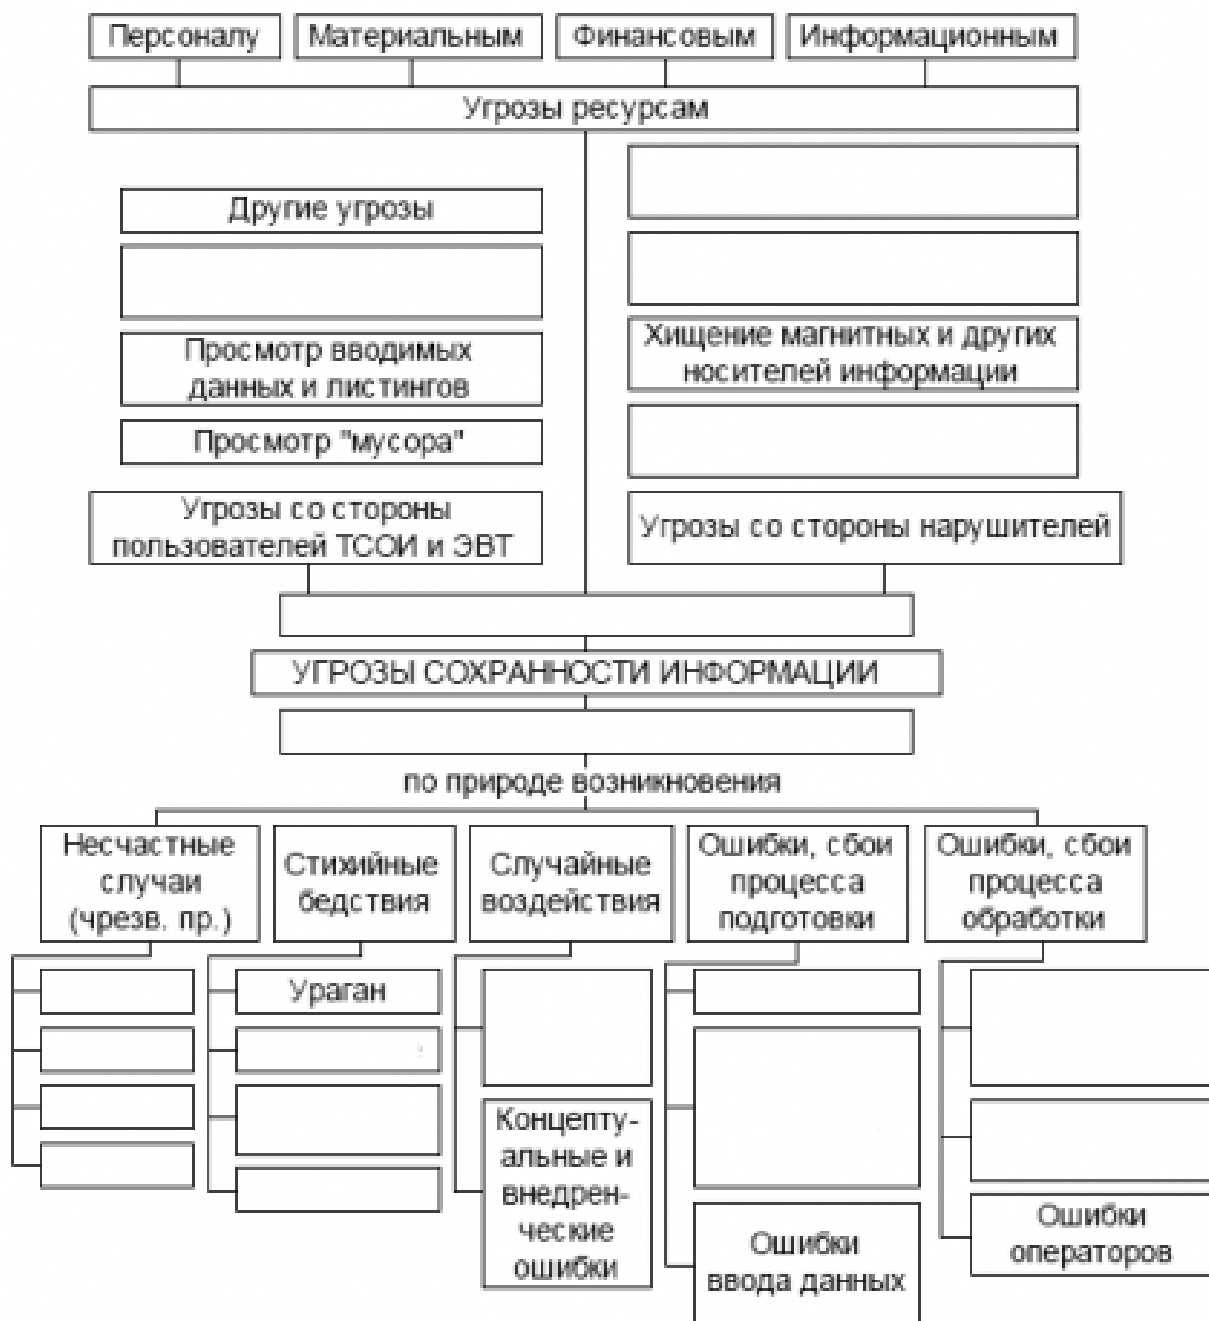 Персоналу
Материальным
Финансовым
Информационным
Угрозы ресурсам
Другие угрозы
Просмотр вводимых
данных и листингов
Просмотр "мусора"
Угрозы со стороны
пользователей ТСОИ и ЭВТ
Хищение магнитных и других
носителей информации
Угрозы со стороны нарушителей
УГРОЗЫ СОХРАННОСТИ ИНФОРМАЦИИ
по природе возникновения
Несчастные
случаи
(чрезв. пр.)
Стихийные
бедствия
Случайные
воздействия
Ошибки, сбои
процесса
подготовки
Ошибки, сбои
процесса
обработки
Ураган
Концепту-
альные и
внедрен-
ческие
ошибки
Ошибки
ввода данных
Ошибки
операторов